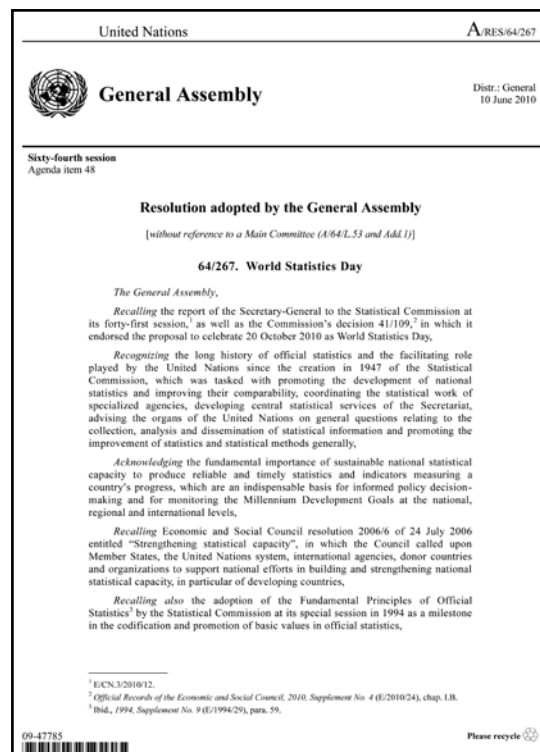 United Nations A/RES/64/267
General Assembly
Distr.: General
10 June 2010
Sixty-fourth session
Agenda item 48
Resolution adopted by the General Assembly
[without reference to a Main Committee (A/64/L.53 and Add.1)]
64/267. World Statistics Day
The General Assembly,
Recalling the report of the Secretary-General to the Statistical Commission at
its forty-first session,1 as well as the Commission's decision 41/109,2 in which it
endorsed the proposal to celebrate 20 October 2010 as World Statistics Day,
Recognizing the long history of official statistics and the facilitating role
played by the United Nations since the creation in 1947 of the Statistical
Commission, which was tasked with promoting the development of national
statistics and improving their comparability, coordinating the statistical work of
specialized agencies, developing central statistical services of the Secretariat,
advising the organs of the United Nations on general questions relating to the
collection, analysis and dissemination of statistical information and promoting the
improvement of statistics and statistical methods generally,
Acknowledging the fundamental importance of sustainable national statistical
capacity to produce reliable and timely statistics and indicators measuring a
country's progress, which are an indispensable basis for informed policy decision-
making and for monitoring the Millennium Development Goals at the national,
regional and international levels,
Recalling Economic and Social Council resolution 2006/6 of 24 July 2006
entitled “Strengthening statistical capacity”, in which the Council called upon
Member States, the United Nations system, international agencies, donor countries
and organizations to support national efforts in building and strengthening national
statistical capacity, in particular of developing countries,
Recalling also the adoption of the Fundamental Principles of Official
Statistics3 by the Statistical Commission at its special session in 1994 as a milestone
in the codification and promotion of basic values in official statistics,
1 E/CN.3/2010/12.
2 Official Records of the Economic and Social Council, 2010, Supplement No. 4 (E/2010/24), chap. I.B.
3 Ibid., 1994, Supplement No. 9 (E/1994/29), para. 59.
09-47785
Please recycle